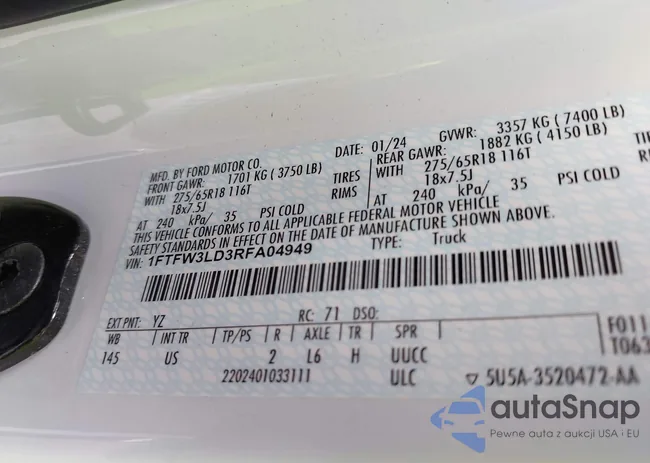 MFD. BY FORD MOTOR CO.
DATE: 01/24 GVWR: 3357 KG ( 7400 LB)
FRONT GAWR: 1701 KG ( 3750 LB) REAR GAWR: 1882 KG ( 4150 LB)
WITH 275/65R18 116T TIRES WITH 275/65R18 116T TIRES
18x7.5J RIMS 18x7.5J RIMS
AT 240 kPa/ 35 PSI COLD AT 240 kPa/ 35 PSI COLD
THIS VEHICLE CONFORMS TO ALL APPLICABLE FEDERAL MOTOR VEHICLE
SAFETY STANDARDS IN EFFECT ON THE DATE OF MANUFACTURE SHOWN ABOVE.
VIN: 1FTFW3LD3RFA04949 TYPE: Truck
EXT PNT: YZ RC: 71 DSO: F011
WB INT TR TP/PS R AXLE TR SPR T063
145 US 2 L6 H UUCC
2202401033111 ULC 5U5A-3520472-AA
autaSnap
Pewne auta z aukcji USA i EU